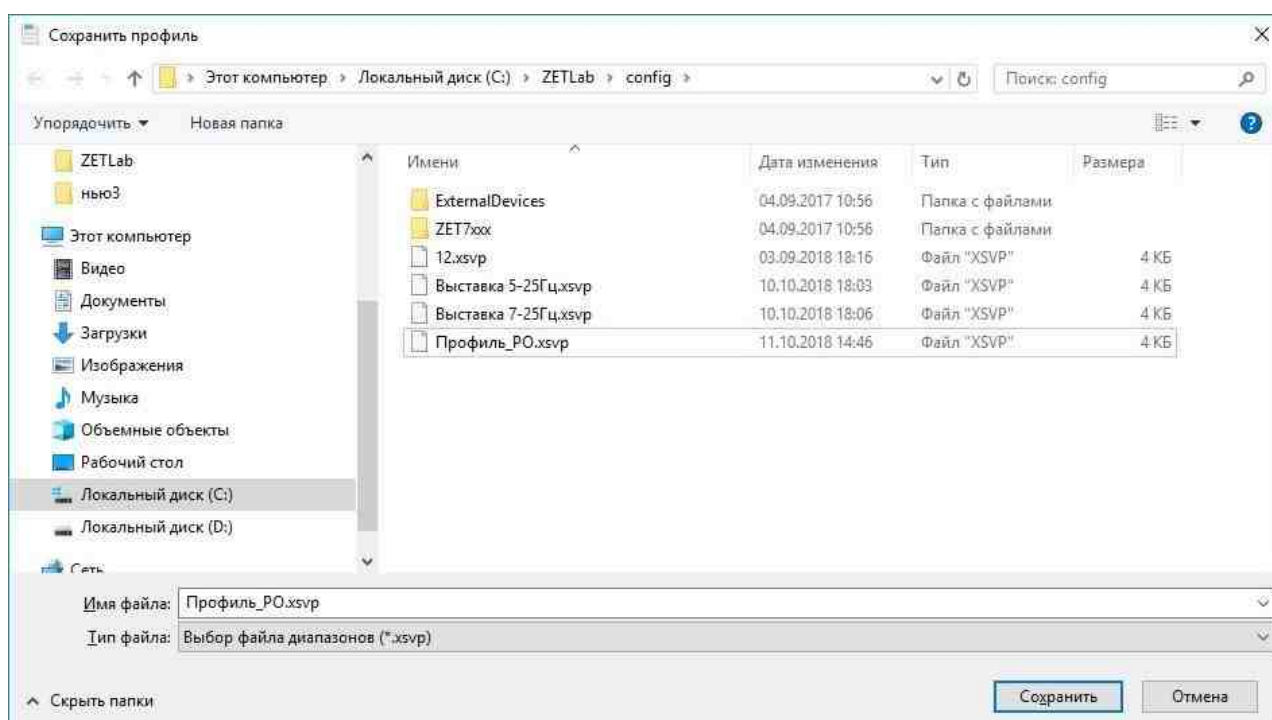 Сохранить профиль
Этот компьютер › Локальный диск (C:) › ZETLab › config ›
Поиск: config
Упорядочить Новая папка
ZETLab
нью3
Этот компьютер
Видео
Документы
Загрузки
Изображения
Музыка
Объемные объекты
Рабочий стол
Локальный диск (C:)
Локальный диск (D:)
Сеть
Имени Дата изменения Тип Размера
ExternalDevices 04.09.2017 10:56 Папка с файлами
ZET7xxx 04.09.2017 10:56 Папка с файлами
12.xsvp 03.09.2018 18:16 Файл "XSVP" 4 КБ
Выставка 5-25Гц.xsvp 10.10.2018 18:03 Файл "XSVP" 4 КБ
Выставка 7-25Гц.xsvp 10.10.2018 18:06 Файл "XSVP" 4 КБ
Профиль_РО.xsvp 11.10.2018 14:46 Файл "XSVP" 4 КБ
Имя файла: Профиль_РО.xsvp
Тип файла: Выбор файла диапазонов (*.xsvp)
Скрыть папки
Сохранить Отмена